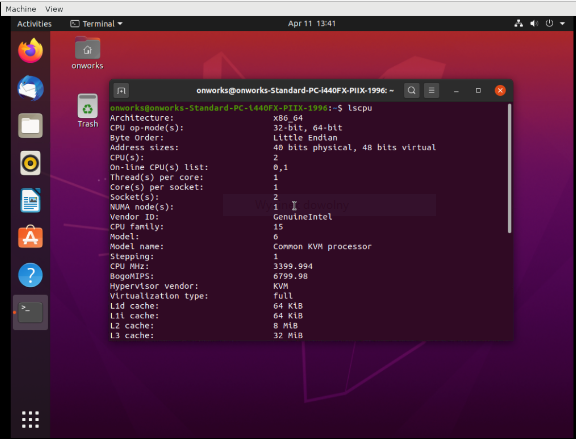 Machine View
Activities Terminal Apr 11 13:41
onworks
Trash
onworks@onworks-Standard-PC-i440FX-PIIX-1996: ~
onworks@onworks-Standard-PC-i440FX-PIIX-1996:~$ lscpu
Architecture: x86_64
CPU op-mode(s): 32-bit, 64-bit
Byte Order: Little Endian
Address sizes: 40 bits physical, 48 bits virtual
CPU(s): 2
On-line CPU(s) list: 0,1
Thread(s) per core: 1
Core(s) per socket: 1
Socket(s): 2
NUMA node(s): 1
Vendor ID: GenuineIntel
CPU family: 15
Model: 6
Model name: Common KVM processor
Stepping: 1
CPU MHz: 3399.994
BogoMIPS: 6799.98
Hypervisor vendor: KVM
Virtualization type: full
L1d cache: 64 KiB
L1i cache: 64 KiB
L2 cache: 8 MiB
L3 cache: 32 MiB